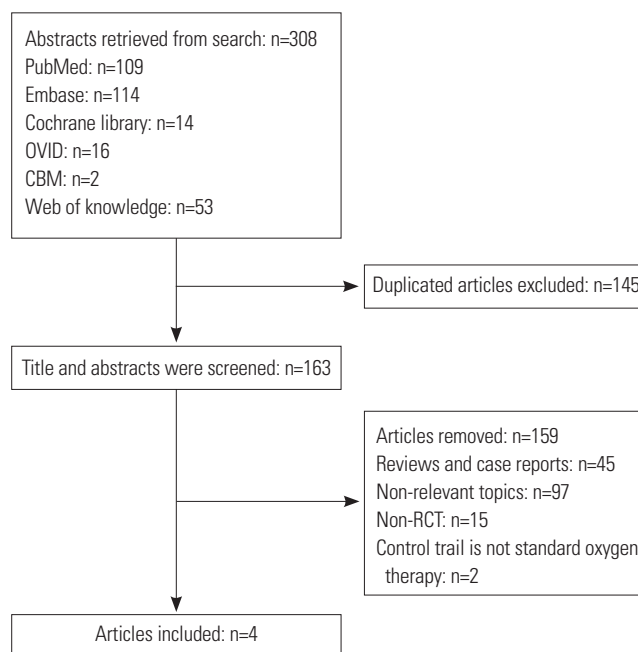 Abstracts retrieved from search: n=308
PubMed: n=109
Embase: n=114
Cochrane library: n=14
OVID: n=16
CBM: n=2
Web of knowledge: n=53
Duplicated articles excluded: n=145
Title and abstracts were screened: n=163
Articles removed: n=159
Reviews and case reports: n=45
Non-relevant topics: n=97
Non-RCT: n=15
Control trail is not standard oxygen
therapy: n=2
Articles included: n=4